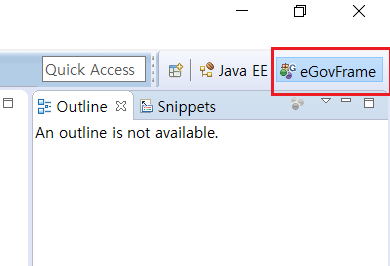 Quick Access
Java EE
eGovFrame
Outline
Snippets
An outline is not available.